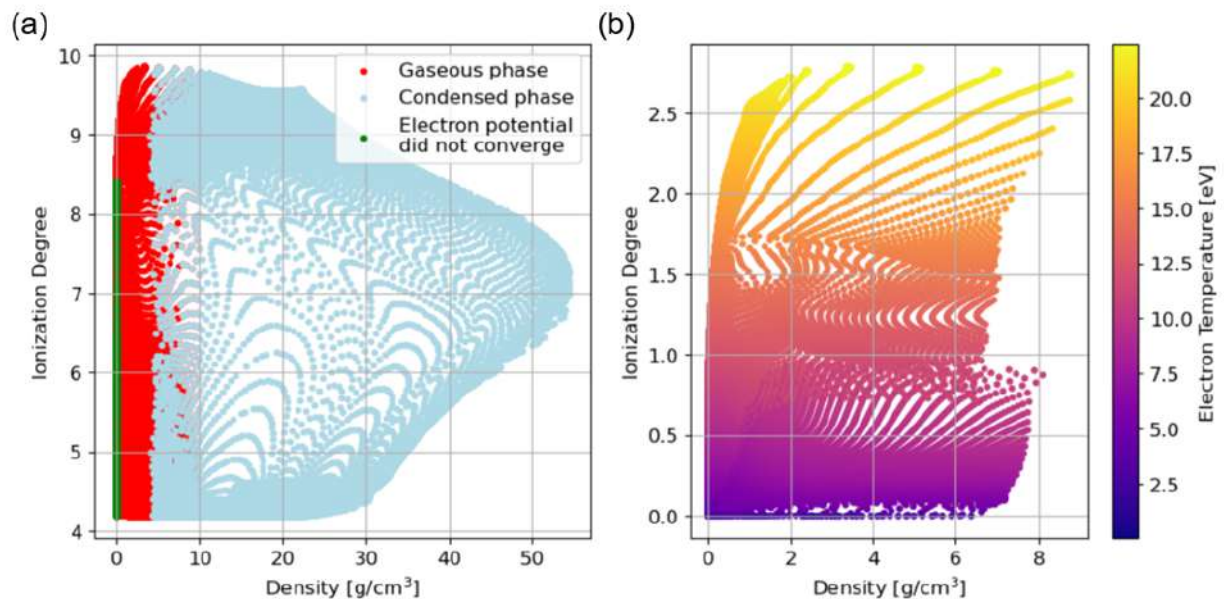 (a)
(b)
10
9
8
7
6
5
4
Ionization Degree
0
10
20
30
40
50
Density [g/cm³]
Gaseous phase
Condensed phase
Electron potential
did not converge
2.5
2.0
1.5
1.0
0.5
0.0
Ionization Degree
0
2
4
6
8
Density [g/cm³]
20.0
17.5
15.0
12.5
10.0
7.5
5.0
2.5
Electron Temperature [eV]